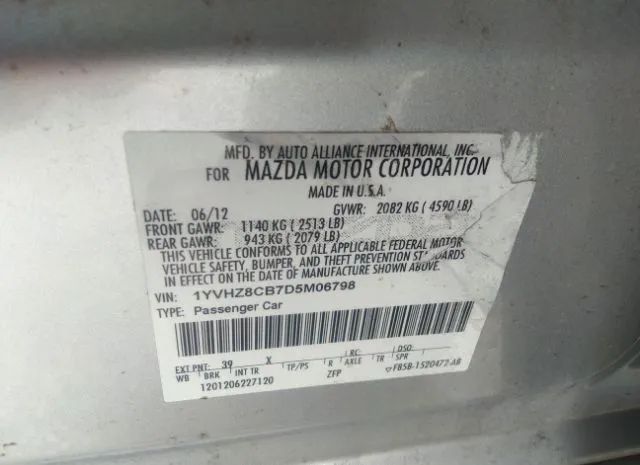 MFD. BY AUTO ALLIANCE INTERNATIONAL, INC.
FOR MAZDA MOTOR CORPORATION
MADE IN U.S.A.
DATE: 06/12 GVWR: 2082 KG ( 4590 LB)
FRONT GAWR: 1140 KG ( 2513 LB)
REAR GAWR: 943 KG ( 2079 LB)
THIS VEHICLE CONFORMS TO ALL APPLICABLE FEDERAL MOTOR
VEHICLE SAFETY, BUMPER, AND THEFT PREVENTION
IN EFFECT ON THE DATE OF MANUFACTURE SHOWN ABOVE.
VIN: 1YVHZ8CB7D5M06798
TYPE: Passenger Car
EXT PNT: 39 X RC: DSO:
WB BRK INT TR TP/PS R AXLE TR SPR
1201206227120 ZFP F85B-1520472-AB